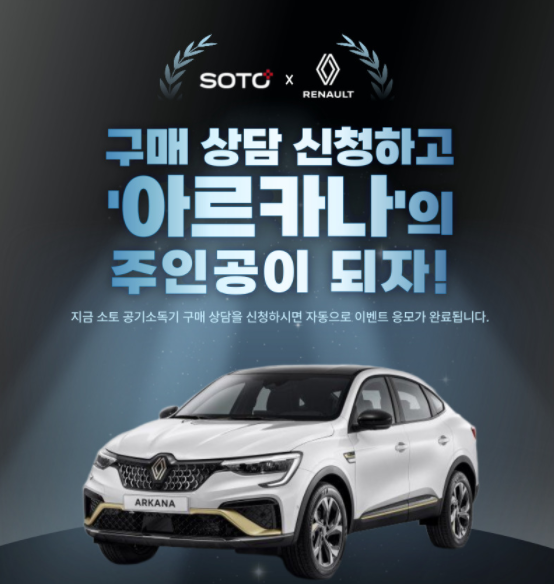 SOTO x RENAULT
구매 상담 신청하고
'아르카나'의
주인공이 되자!
지금 소토 공기소독기 구매 상담을 신청하시면 자동으로 이벤트 응모가 완료됩니다.
ARKANA